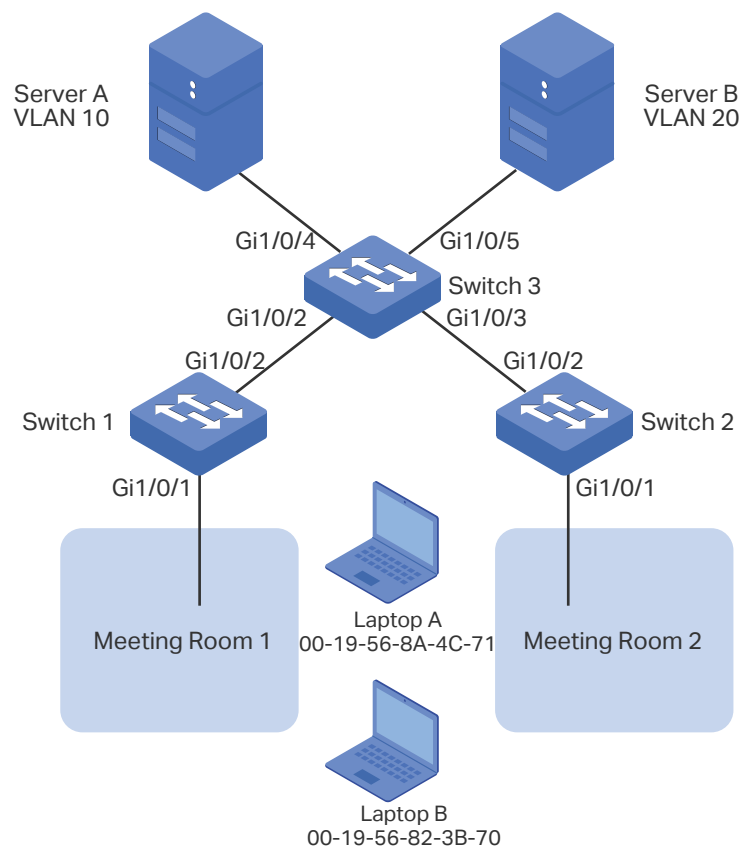 Server A
VLAN 10
Server B
VLAN 20
Gi1/0/4
Gi1/0/5
Switch 3
Gi1/0/2
Gi1/0/3
Gi1/0/2
Gi1/0/2
Switch 1
Switch 2
Gi1/0/1
Gi1/0/1
Meeting Room 1
Laptop A
00-19-56-8A-4C-71
Meeting Room 2
Laptop B
00-19-56-82-3B-70